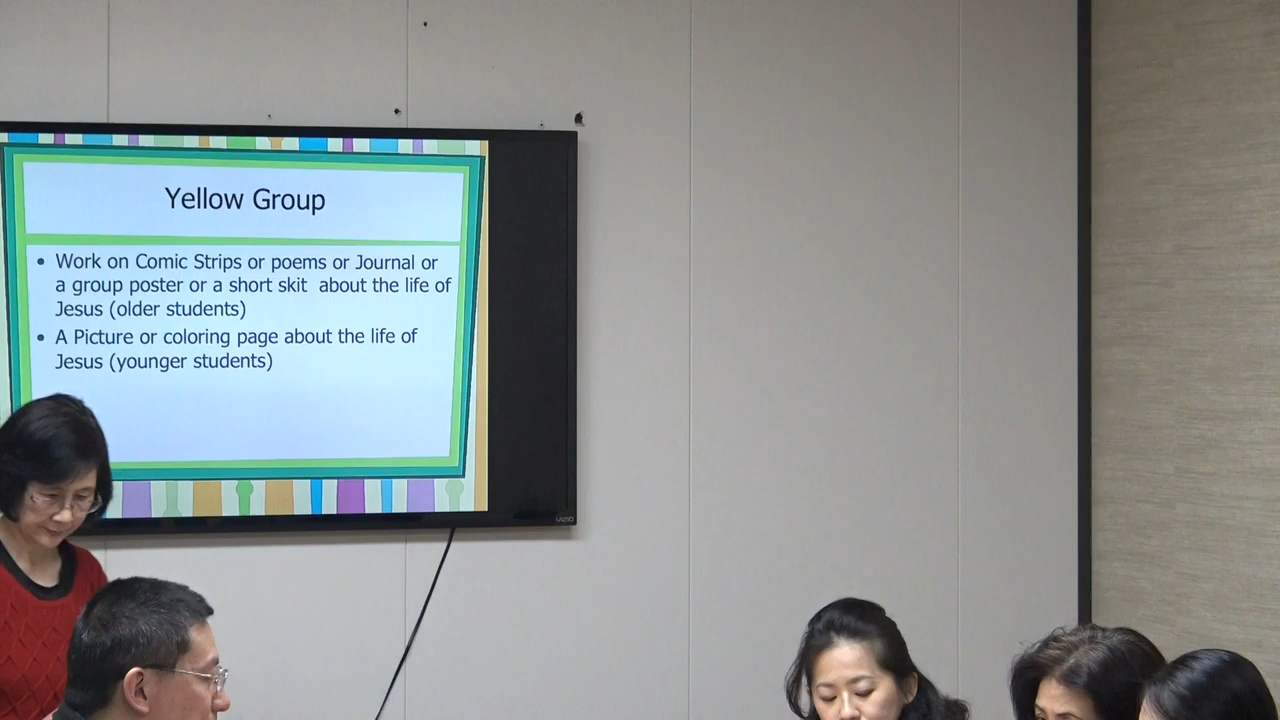 Yellow Group
• Work on Comic Strips or poems or Journal or
a group poster or a short skit about the life of
Jesus (older students)
• A Picture or coloring page about the life of
Jesus (younger students)
VIZIO